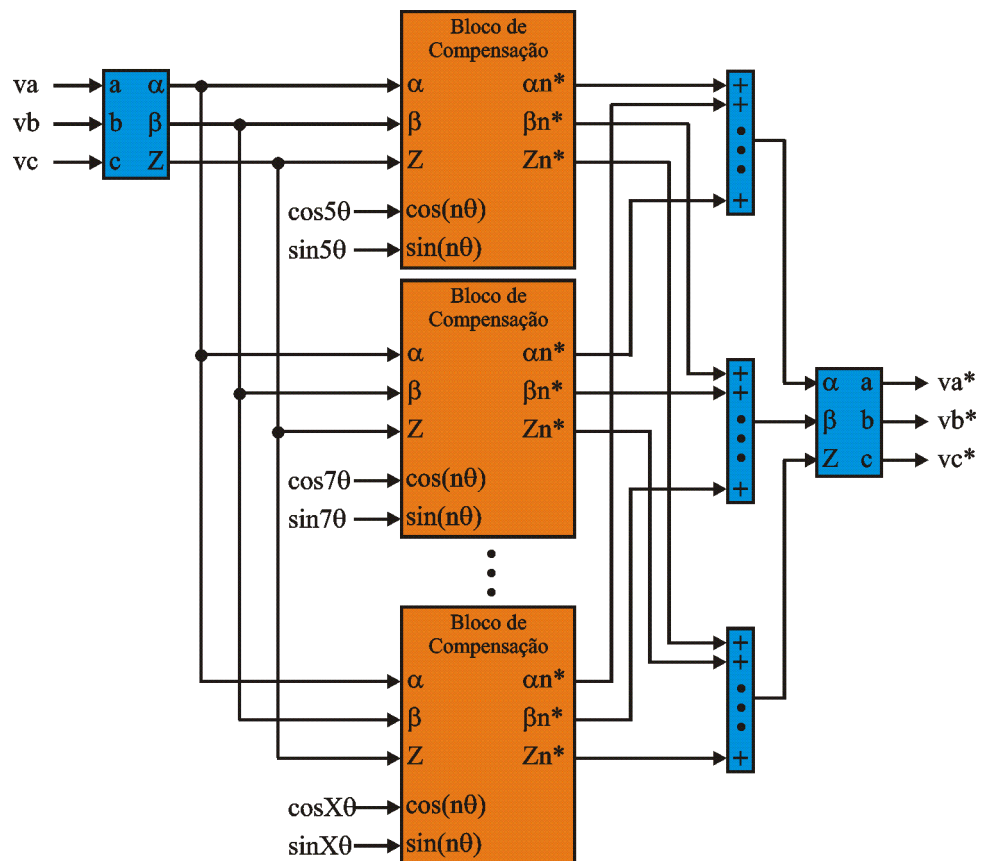 Bloco de
Compensação
va
a
α
α
αn*
+
+
vb
b
β
β
βn*
vc
c
Z
Z
Zn*
+
cos5θ
cos(nθ)
sin5θ
sin(nθ)
Bloco de
Compensação
α
αn*
β
βn*
Z
Zn*
+
+
+
α
a
va*
β
b
vb*
Z
c
vc*
cos7θ
cos(nθ)
sin7θ
sin(nθ)
Bloco de
Compensação
α
αn*
β
βn*
Z
Zn*
+
+
+
cosXθ
cos(nθ)
sinXθ
sin(nθ)